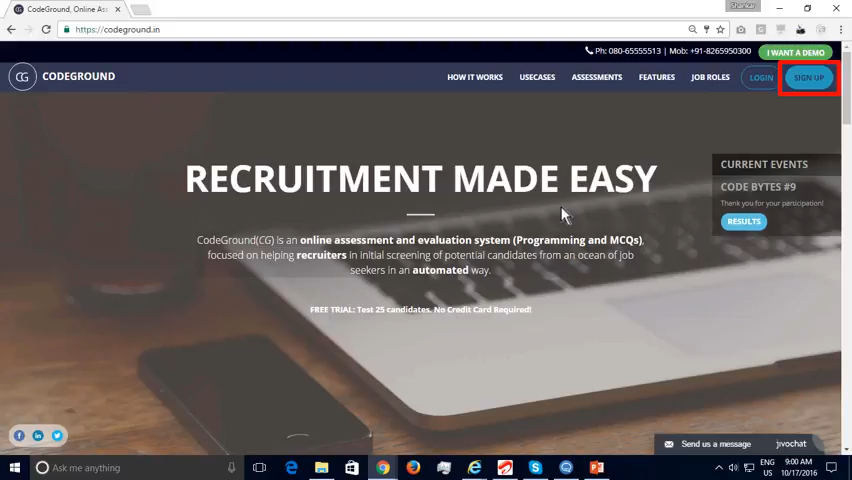 Shankar
CodeGround, Online As
https://codeground.in
Ph: 080-65555513 | Mob: +91-8265950300
I WANT A DEMO
CG CODEGROUND
HOW IT WORKS USECASES ASSESSMENTS FEATURES JOB ROLES LOGIN SIGN UP
RECRUITMENT MADE EASY
CodeGround(CG) is an online assessment and evaluation system (Programming and MCQs),
focused on helping recruiters in initial screening of potential candidates from an ocean of job
seekers in an automated way.
FREE TRIAL: Test 25 candidates. No Credit Card Required!
CURRENT EVENTS
CODE BYTES #9
Thank you for your participation!
RESULTS
Send us a message jivochat
Ask me anything
ENG
US
9:00 AM
10/17/2016